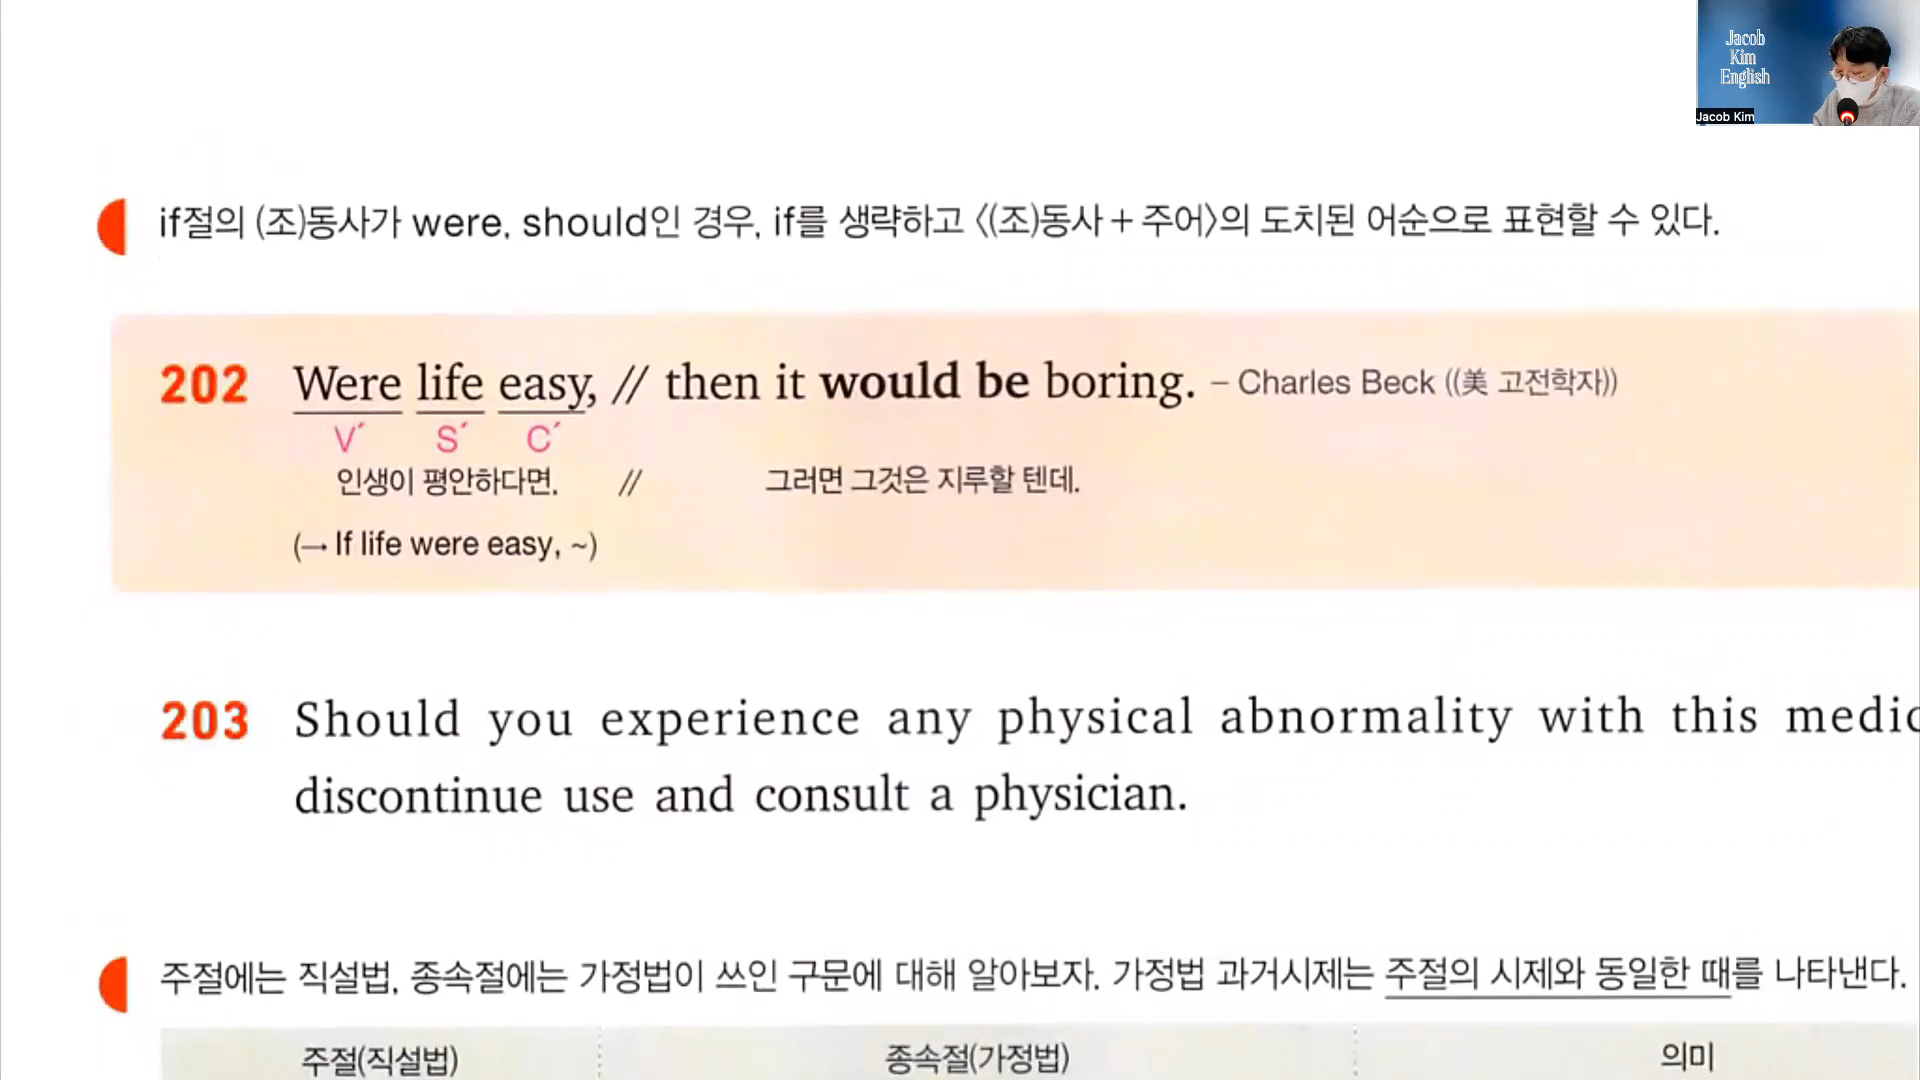 Jacob
Kim
English
Jacob Kim
if절의 (조)동사가 were, should인 경우, if를 생략하고 〈(조)동사 + 주어〉의 도치된 어순으로 표현할 수 있다.
202 Were life easy, // then it would be boring. – Charles Beck ((美 고전학자))
V´ S´ C´
인생이 평안하다면, // 그러면 그것은 지루할 텐데.
(→ If life were easy, ~)
203 Should you experience any physical abnormality with this
discontinue use and consult a physician.
주절에는 직설법, 종속절에는 가정법이 쓰인 구문에 대해 알아보자. 가정법 과거시제는 주절의 시제와 동일한 때를 나타낸다.
주절(직설법) 종속절(가정법) 의미